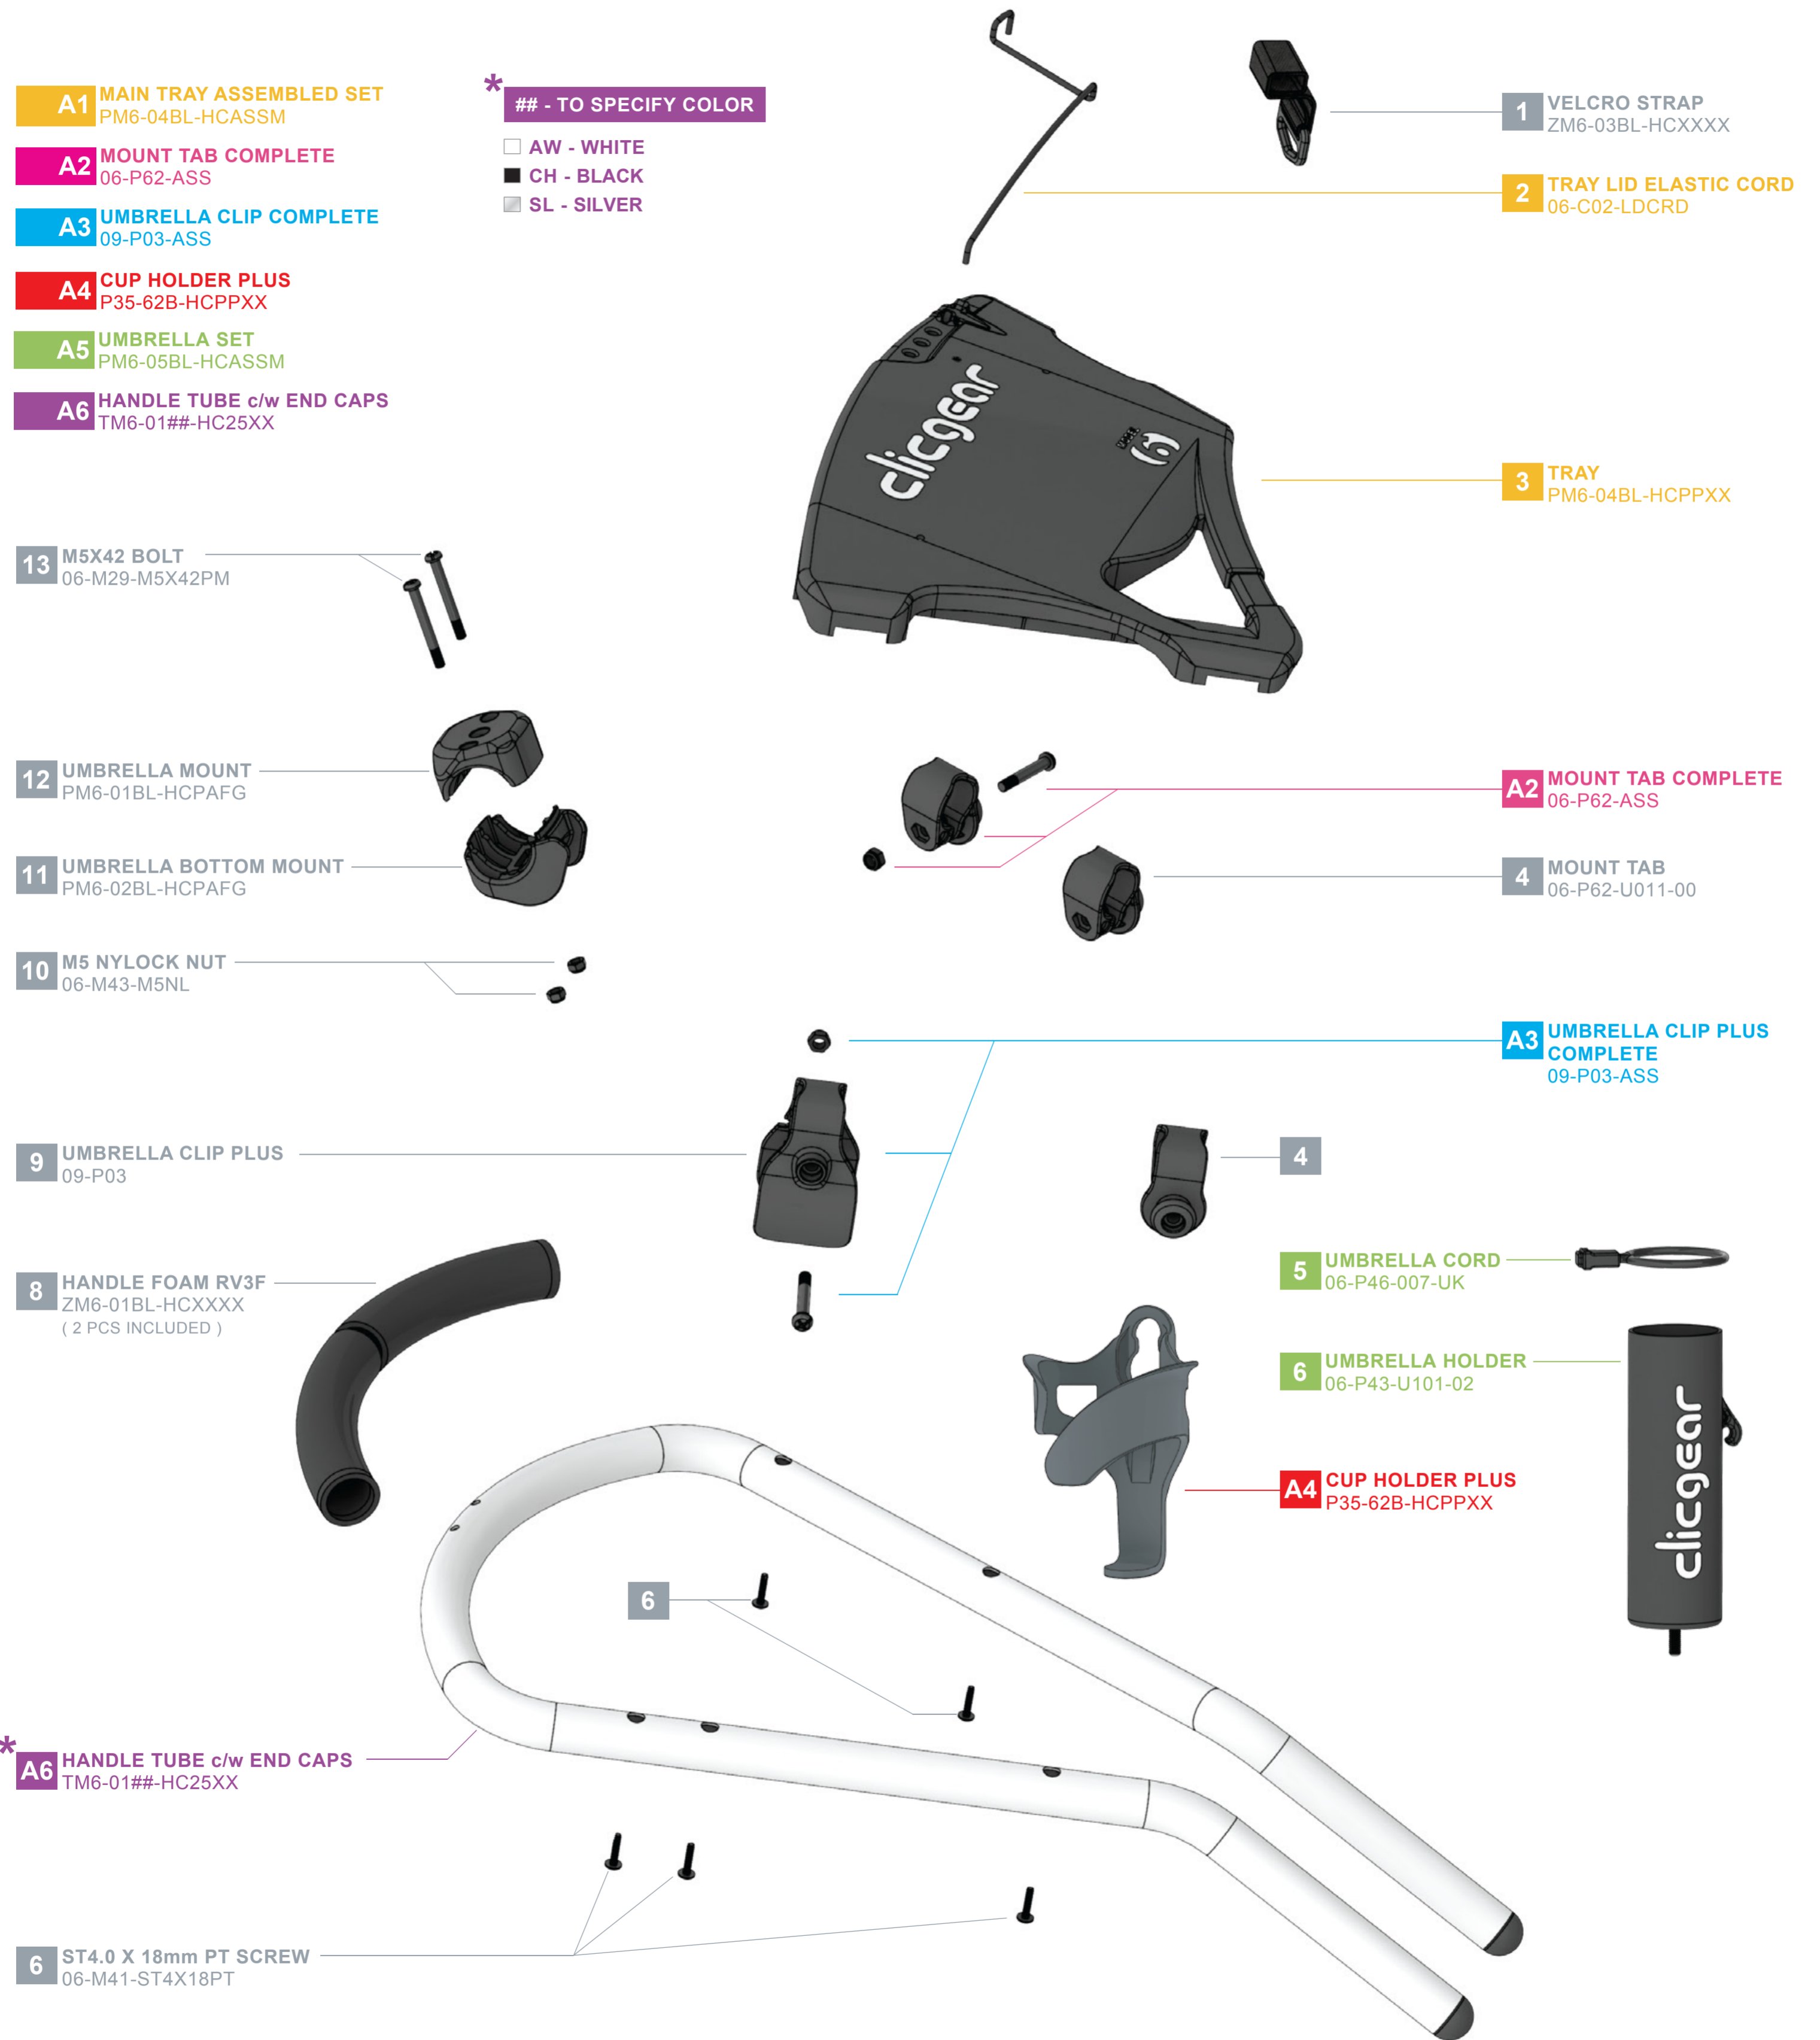 A1 MAIN TRAY ASSEMBLED SET
PM6-04BL-HCASSM
A2 MOUNT TAB COMPLETE
06-P62-ASS
A3 UMBRELLA CLIP COMPLETE
09-P03-ASS
A4 CUP HOLDER PLUS
P35-62B-HCPPXX
A5 UMBRELLA SET
PM6-05BL-HCASSM
A6 HANDLE TUBE c/w END CAPS
TM6-01##-HC25XX
*
## - TO SPECIFY COLOR
AW - WHITE
CH - BLACK
SL - SILVER
1 VELCRO STRAP
ZM6-03BL-HCXXXX
2 TRAY LID ELASTIC CORD
06-C02-LDCRD
clicgear
3 TRAY
PM6-04BL-HCPPXX
13 M5X42 BOLT
06-M29-M5X42PM
12 UMBRELLA MOUNT
PM6-01BL-HCPAFG
A2 MOUNT TAB COMPLETE
06-P62-ASS
11 UMBRELLA BOTTOM MOUNT
PM6-02BL-HCPAFG
4 MOUNT TAB
06-P62-U011-00
10 M5 NYLOCK NUT
06-M43-M5NL
A3 UMBRELLA CLIP PLUS
COMPLETE
09-P03-ASS
9 UMBRELLA CLIP PLUS
09-P03
4
8 HANDLE FOAM RV3F
ZM6-01BL-HCXXXX
( 2 PCS INCLUDED )
5 UMBRELLA CORD
06-P46-007-UK
6 UMBRELLA HOLDER
06-P43-U101-02
clicgear
A4 CUP HOLDER PLUS
P35-62B-HCPPXX
6
*
A6 HANDLE TUBE c/w END CAPS
TM6-01##-HC25XX
6 ST4.0 X 18mm PT SCREW
06-M41-ST4X18PT